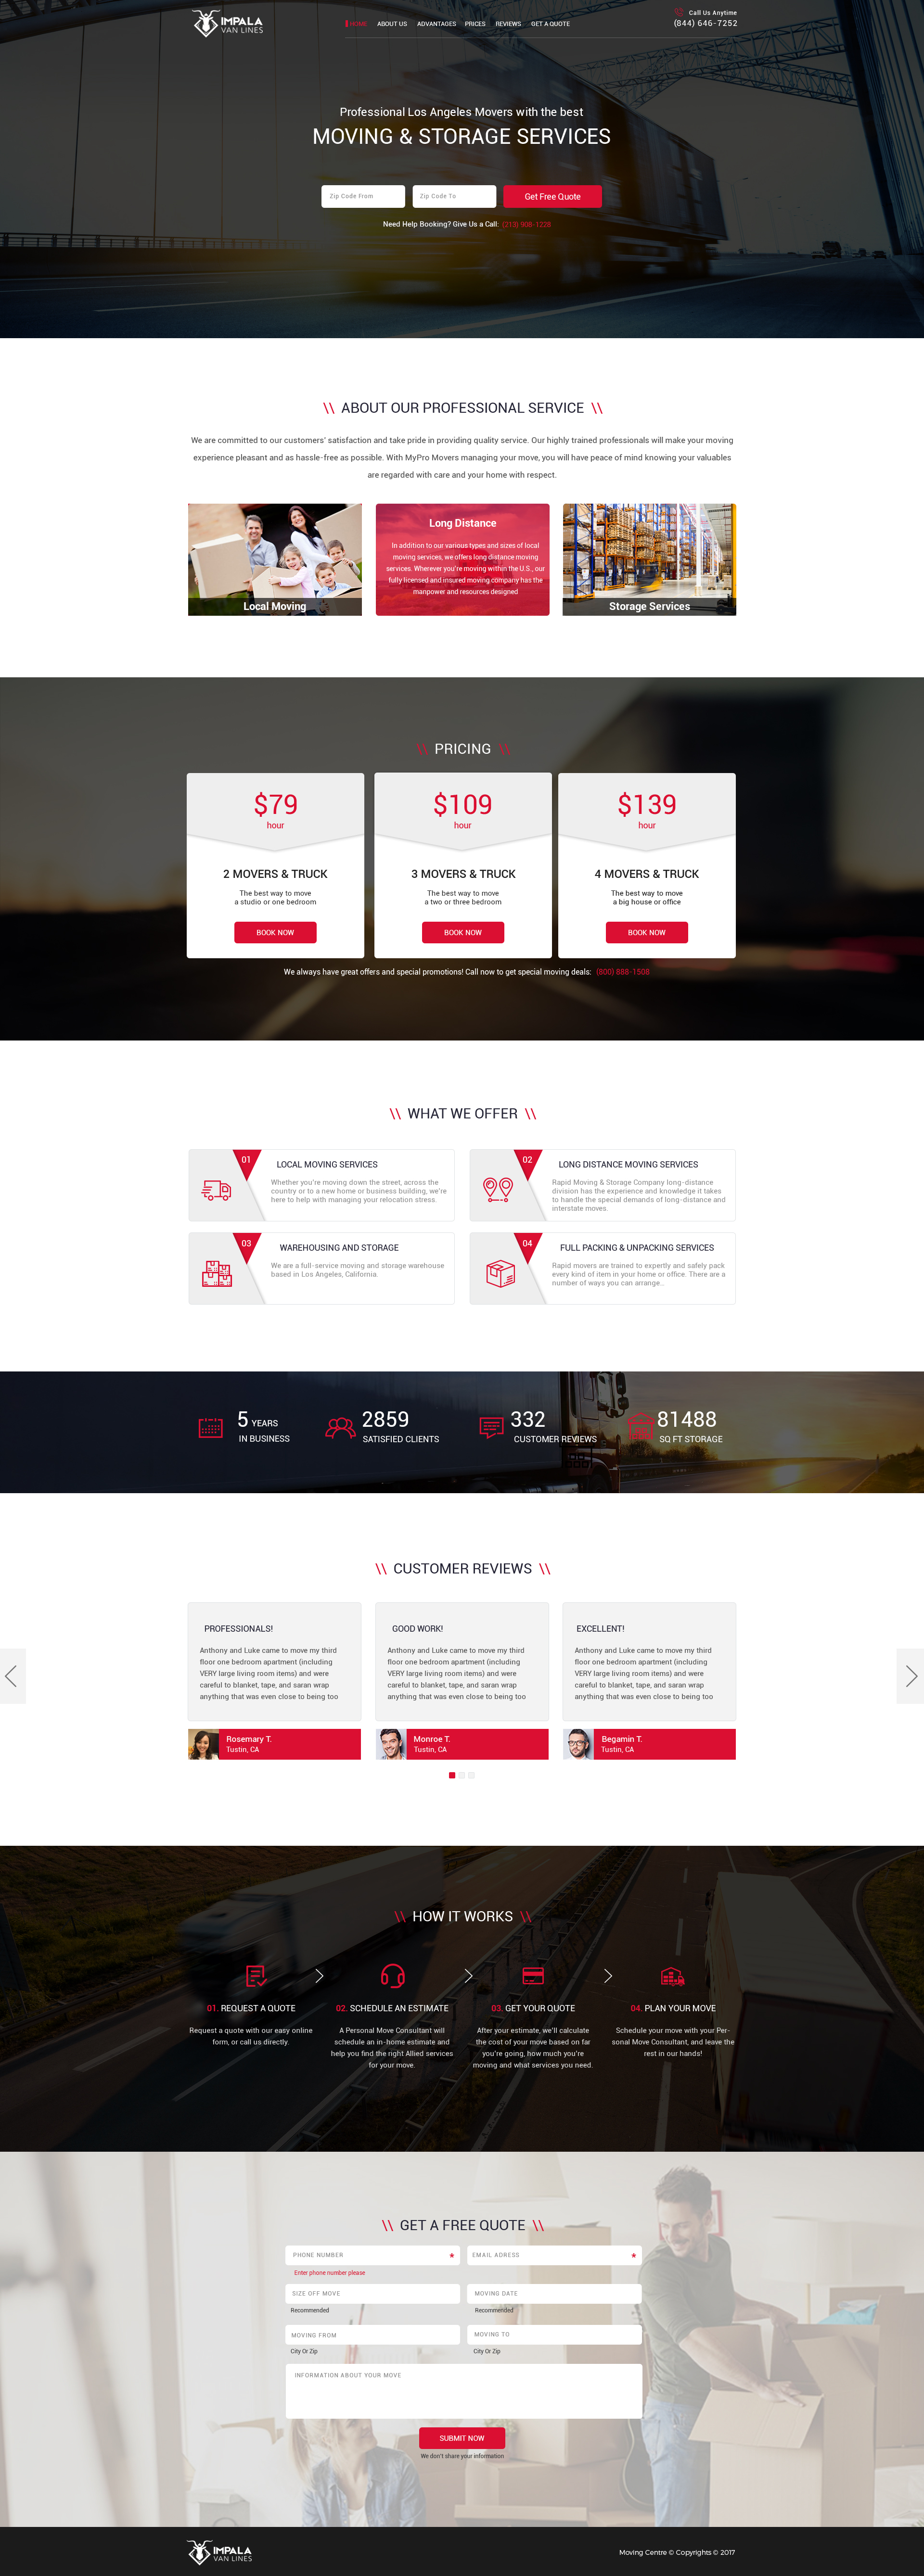 IMPALA
VAN LINES
HOME ABOUT US ADVANTAGES PRICES REVIEWS GET A QUOTE
Call Us Anytime
(844) 646-7252
Professional Los Angeles Movers with the best
MOVING & STORAGE SERVICES
Zip Code From
Zip Code To
Get Free Quote
Need Help Booking? Give Us a Call: (213) 908-1228
\\ ABOUT OUR PROFESSIONAL SERVICE \\
We are committed to our customers' satisfaction and take pride in providing quality service. Our highly trained professionals will make your moving
experience pleasant and as hassle-free as possible. With MyPro Movers managing your move, you will have peace of mind knowing your valuables
are regarded with care and your home with respect.
Local Moving
Long Distance
In addition to our various types and sizes of local
moving services, we offers long distance moving
services. Wherever you're moving within the U.S., our
fully licensed and insured moving company has the
manpower and resources designed
Storage Services
\\ PRICING \\
$79
hour
2 MOVERS & TRUCK
The best way to move
a studio or one bedroom
BOOK NOW
$109
hour
3 MOVERS & TRUCK
The best way to move
a two or three bedroom
BOOK NOW
$139
hour
4 MOVERS & TRUCK
The best way to move
a big house or office
BOOK NOW
We always have great offers and special promotions! Call now to get special moving deals: (800) 888-1508
\\ WHAT WE OFFER \\
01
LOCAL MOVING SERVICES
Whether you're moving down the street, across the
country or to a new home or business building, we're
here to help with managing your relocation stress.
02
LONG DISTANCE MOVING SERVICES
Rapid Moving & Storage Company long-distance
division has the experience and knowledge it takes
to handle the special demands of long-distance and
interstate moves.
03
WAREHOUSING AND STORAGE
We are a full-service moving and storage warehouse
based in Los Angeles, California.
04
FULL PACKING & UNPACKING SERVICES
Rapid movers are trained to expertly and safely pack
every kind of item in your home or office. There are a
number of ways you can arrange...
5 YEARS
IN BUSINESS
2859
SATISFIED CLIENTS
332
CUSTOMER REVIEWS
81488
SQ FT STORAGE
\\ CUSTOMER REVIEWS \\
PROFESSIONALS!
Anthony and Luke came to move my third
floor one bedroom apartment (including
VERY large living room items) and were
careful to blanket, tape, and saran wrap
anything that was even close to being too
Rosemary T.
Tustin, CA
GOOD WORK!
Anthony and Luke came to move my third
floor one bedroom apartment (including
VERY large living room items) and were
careful to blanket, tape, and saran wrap
anything that was even close to being too
Monroe T.
Tustin, CA
EXCELLENT!
Anthony and Luke came to move my third
floor one bedroom apartment (including
VERY large living room items) and were
careful to blanket, tape, and saran wrap
anything that was even close to being too
Begamin T.
Tustin, CA
\\ HOW IT WORKS \\
01. REQUEST A QUOTE
Request a quote with our easy online
form, or call us directly.
02. SCHEDULE AN ESTIMATE
A Personal Move Consultant will
schedule an in-home estimate and
help you find the right Allied services
for your move.
03. GET YOUR QUOTE
After your estimate, we'll calculate
the cost of your move based on far
you're going, how much you're
moving and what services you need.
04. PLAN YOUR MOVE
Schedule your move with your Per-
sonal Move Consultant, and leave the
rest in our hands!
\\ GET A FREE QUOTE \\
PHONE NUMBER *
Enter phone number please
EMAIL ADRESS *
SIZE OFF MOVE
Recommended
MOVING DATE
Recommended
MOVING FROM
City Or Zip
MOVING TO
City Or Zip
INFORMATION ABOUT YOUR MOVE
SUBMIT NOW
We don't share your information
IMPALA
VAN LINES
Moving Centre © Copyrights © 2017